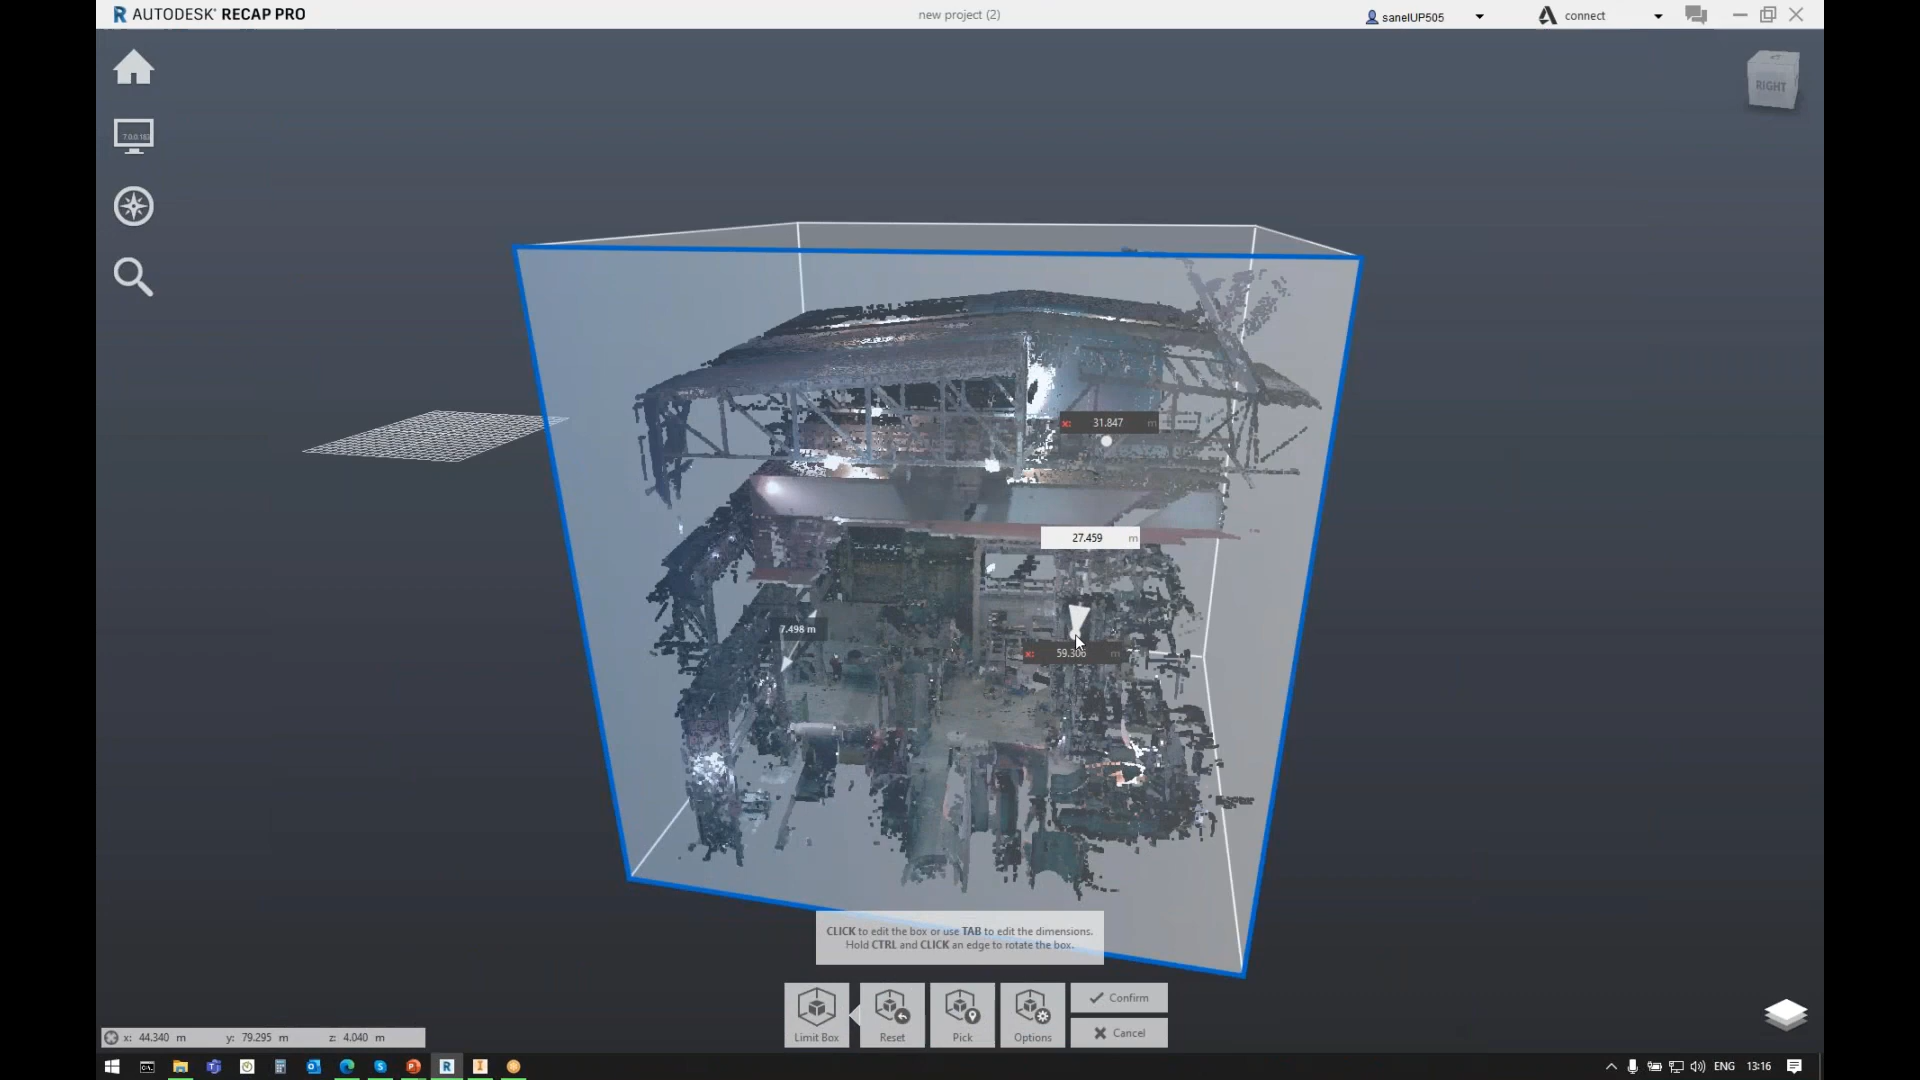 AUTODESK® RECAP PRO
new project (2)
sanelUP505
connect
RIGHT
x: 31.847 m
27.459 m
7.498 m
x: 59.306 m
CLICK to edit the box or use TAB to edit the dimensions.
Hold CTRL and CLICK an edge to rotate the box.
Limit Box
Reset
Pick
Options
Confirm
Cancel
x: 44.340 m y: 79.295 m z: 4.040 m
ENG
13:16